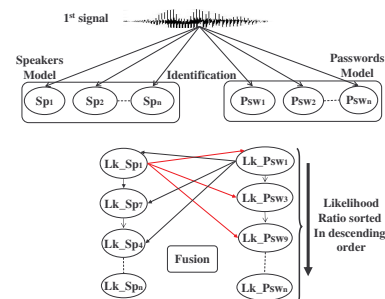 1st signal
Speakers
Model
Identification
Passwords
Model
Sp1 Sp2 Spn
Psw1 Psw2 Pswn
Lk_Sp1 Lk_Psw1
Lk_Sp7 Lk_Psw3
Lk_Sp4 Lk_Psw9
Lk_Spn Lk_Pswn
Fusion
Likelihood
Ratio sorted
In descending
order